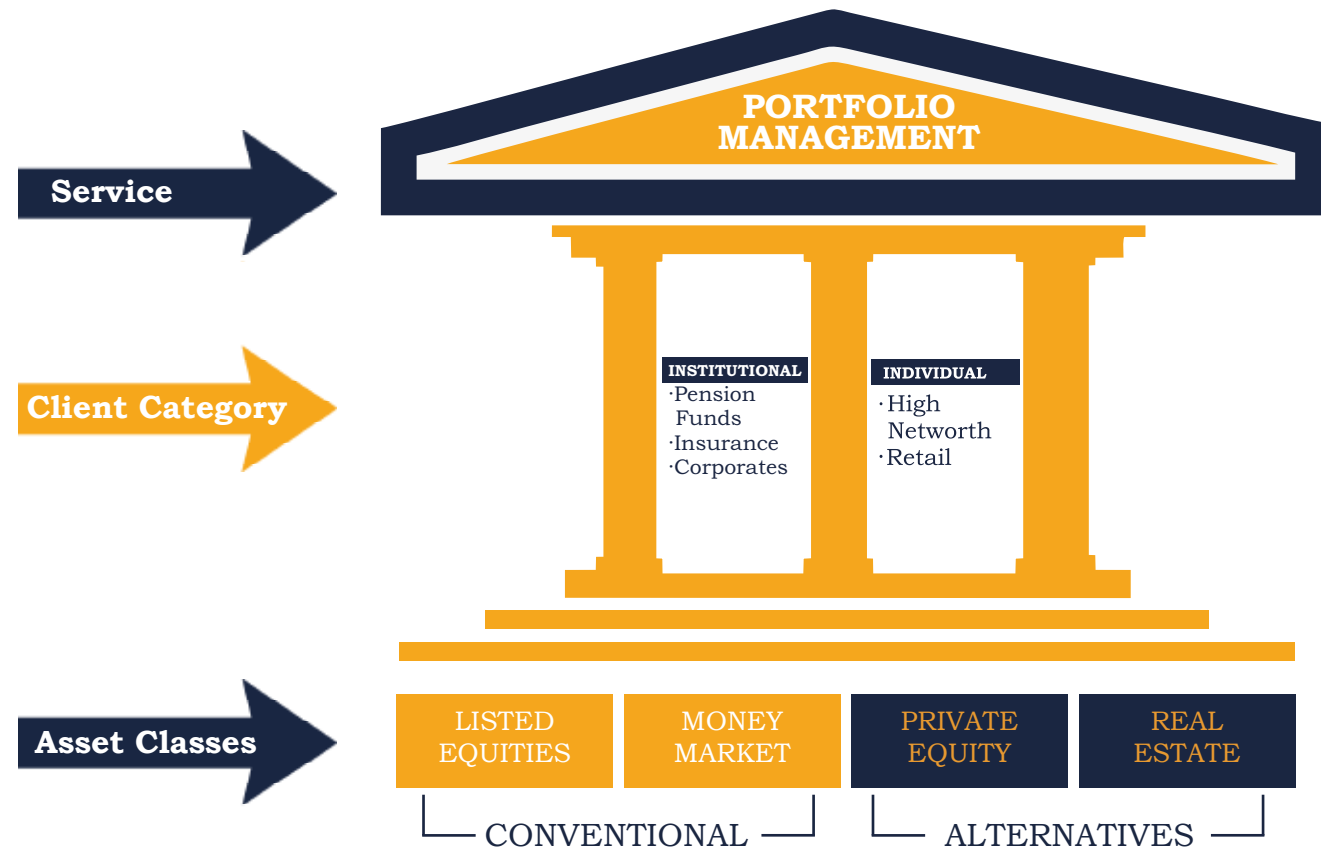 PORTFOLIO
MANAGEMENT
Service
Client Category
INSTITUTIONAL
·Pension
Funds
·Insurance
·Corporates
INDIVIDUAL
·High
Networth
·Retail
Asset Classes
LISTED
EQUITIES
MONEY
MARKET
PRIVATE
EQUITY
REAL
ESTATE
CONVENTIONAL
ALTERNATIVES